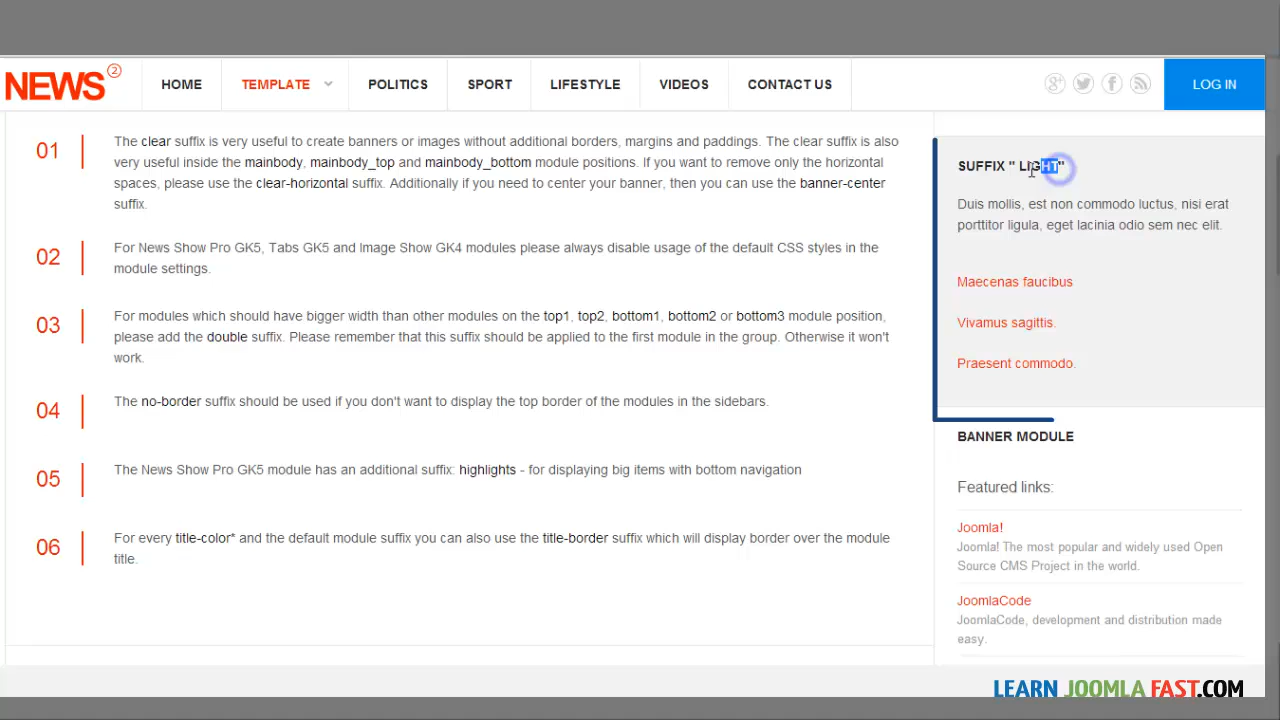 NEWS 2
HOME
TEMPLATE
POLITICS
SPORT
LIFESTYLE
VIDEOS
CONTACT US
LOG IN
01
The clear suffix is very useful to create banners or images without additional borders, margins and paddings. The clear suffix is also
very useful inside the mainbody, mainbody_top and mainbody_bottom module positions. If you want to remove only the horizontal
spaces, please use the clear-horizontal suffix. Additionally if you need to center your banner, then you can use the banner-center
suffix.
02
For News Show Pro GK5, Tabs GK5 and Image Show GK4 modules please always disable usage of the default CSS styles in the
module settings.
03
For modules which should have bigger width than other modules on the top1, top2, bottom1, bottom2 or bottom3 module position,
please add the double suffix. Please remember that this suffix should be applied to the first module in the group. Otherwise it won't
work.
04
The no-border suffix should be used if you don't want to display the top border of the modules in the sidebars.
05
The News Show Pro GK5 module has an additional suffix: highlights - for displaying big items with bottom navigation
06
For every title-color* and the default module suffix you can also use the title-border suffix which will display border over the module
title.
SUFFIX " LIGHT"
Duis mollis, est non commodo luctus, nisi erat
porttitor ligula, eget lacinia odio sem nec elit.
Maecenas faucibus
Vivamus sagittis.
Praesent commodo.
BANNER MODULE
Featured links:
Joomla!
Joomla! The most popular and widely used Open
Source CMS Project in the world.
JoomlaCode
JoomlaCode, development and distribution made
easy.
LEARN JOOMLA FAST.COM